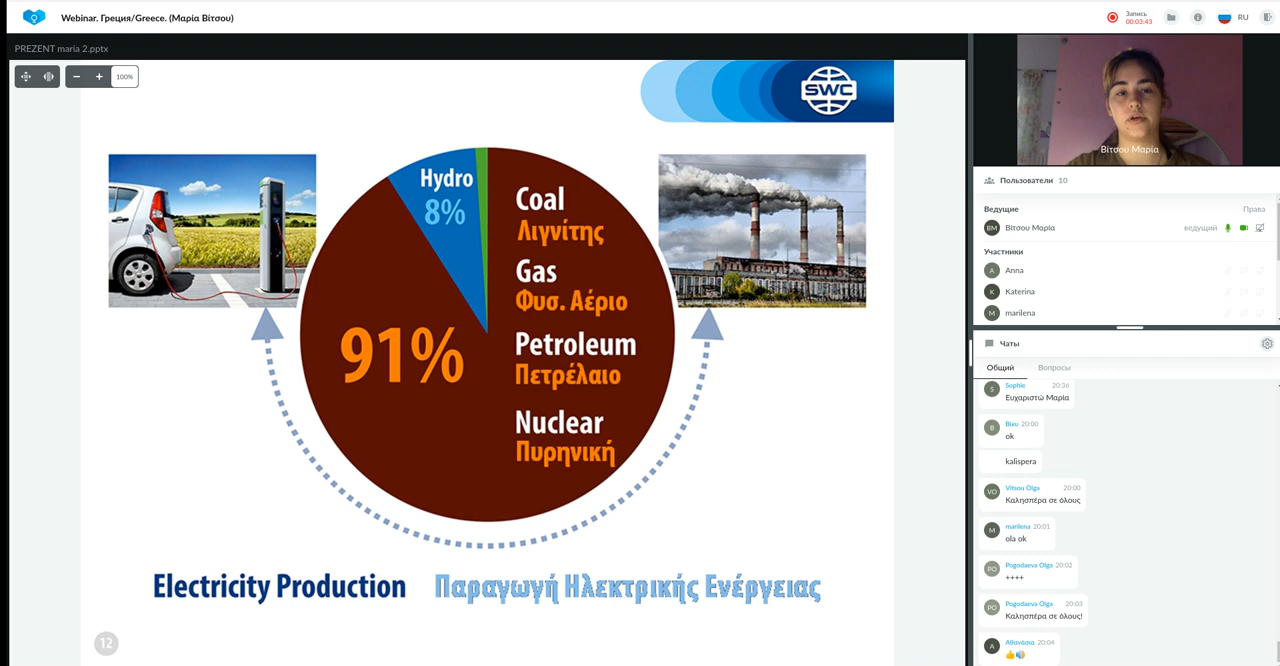 Webinar. Греция/Greece. (Марія Вітсоу)
Запись
00:03:43
RU
PREZENT maria 2.pptx
100%
SWC
Hydro
8%
91%
Coal
Λιγνίτης
Gas
Φυσ. Αέριο
Petroleum
Πετρέλαιο
Nuclear
Πυρηνική
Electricity Production
Παραγωγή Ηλεκτρικής Ενέργειας
12
Βίτσου Μαρία
Пользователи 10
Ведущие Права
ΒΜ Βίτσου Μαρία ведущий
Участники
A Anna
K Katerina
M marilena
Чаты
Общий Вопросы
S Sophie 20:36
Ευχαριστώ Μαρία
B Βίκυ 20:00
ok
kalispera
VO Vitsou Olga 20:00
Καλησπέρα σε όλους
M marilena 20:01
ola ok
PO Pogodaeva Olga 20:02
++++
PO Pogodaeva Olga 20:03
Καλησπέρα σε όλους!
A Αθανάσια 20:04